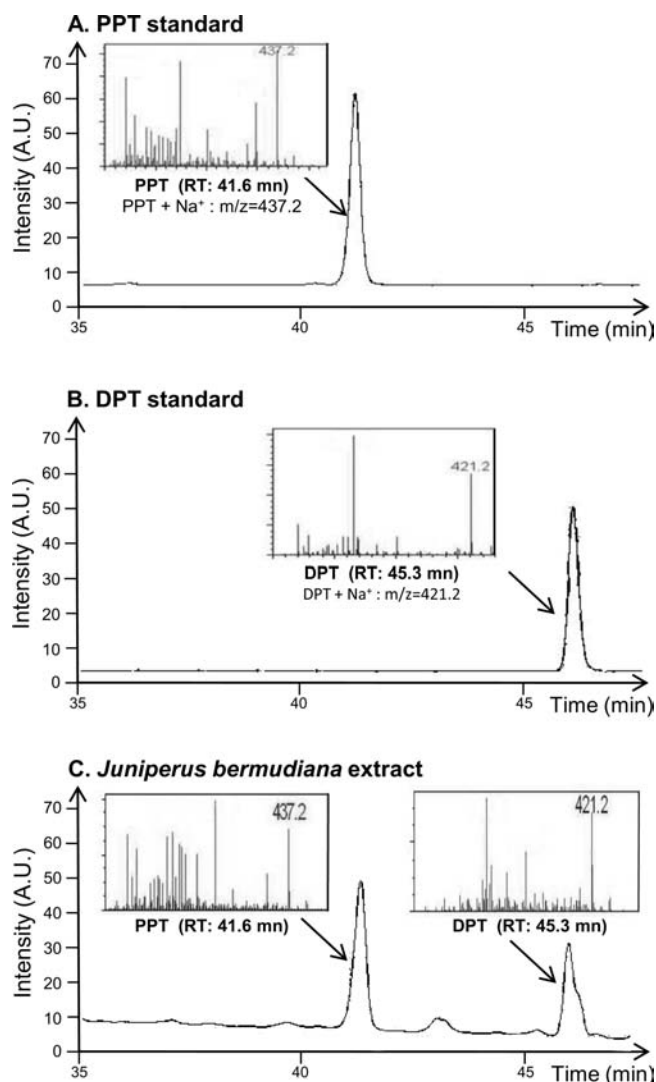 A. PPT standard
437.2
PPT (RT: 41.6 mn)
PPT + Na⁺ : m/z=437.2
Intensity (A.U.)
70
60
50
40
30
20
10
0
35
40
45
Time (min)
B. DPT standard
421.2
DPT (RT: 45.3 mn)
DPT + Na⁺ : m/z=421.2
Intensity (A.U.)
70
60
50
40
30
20
10
0
35
40
45
Time (min)
C. Juniperus bermudiana extract
437.2
421.2
PPT (RT: 41.6 mn)
DPT (RT: 45.3 mn)
Intensity (A.U.)
70
60
50
40
30
20
10
0
35
40
45
Time (min)